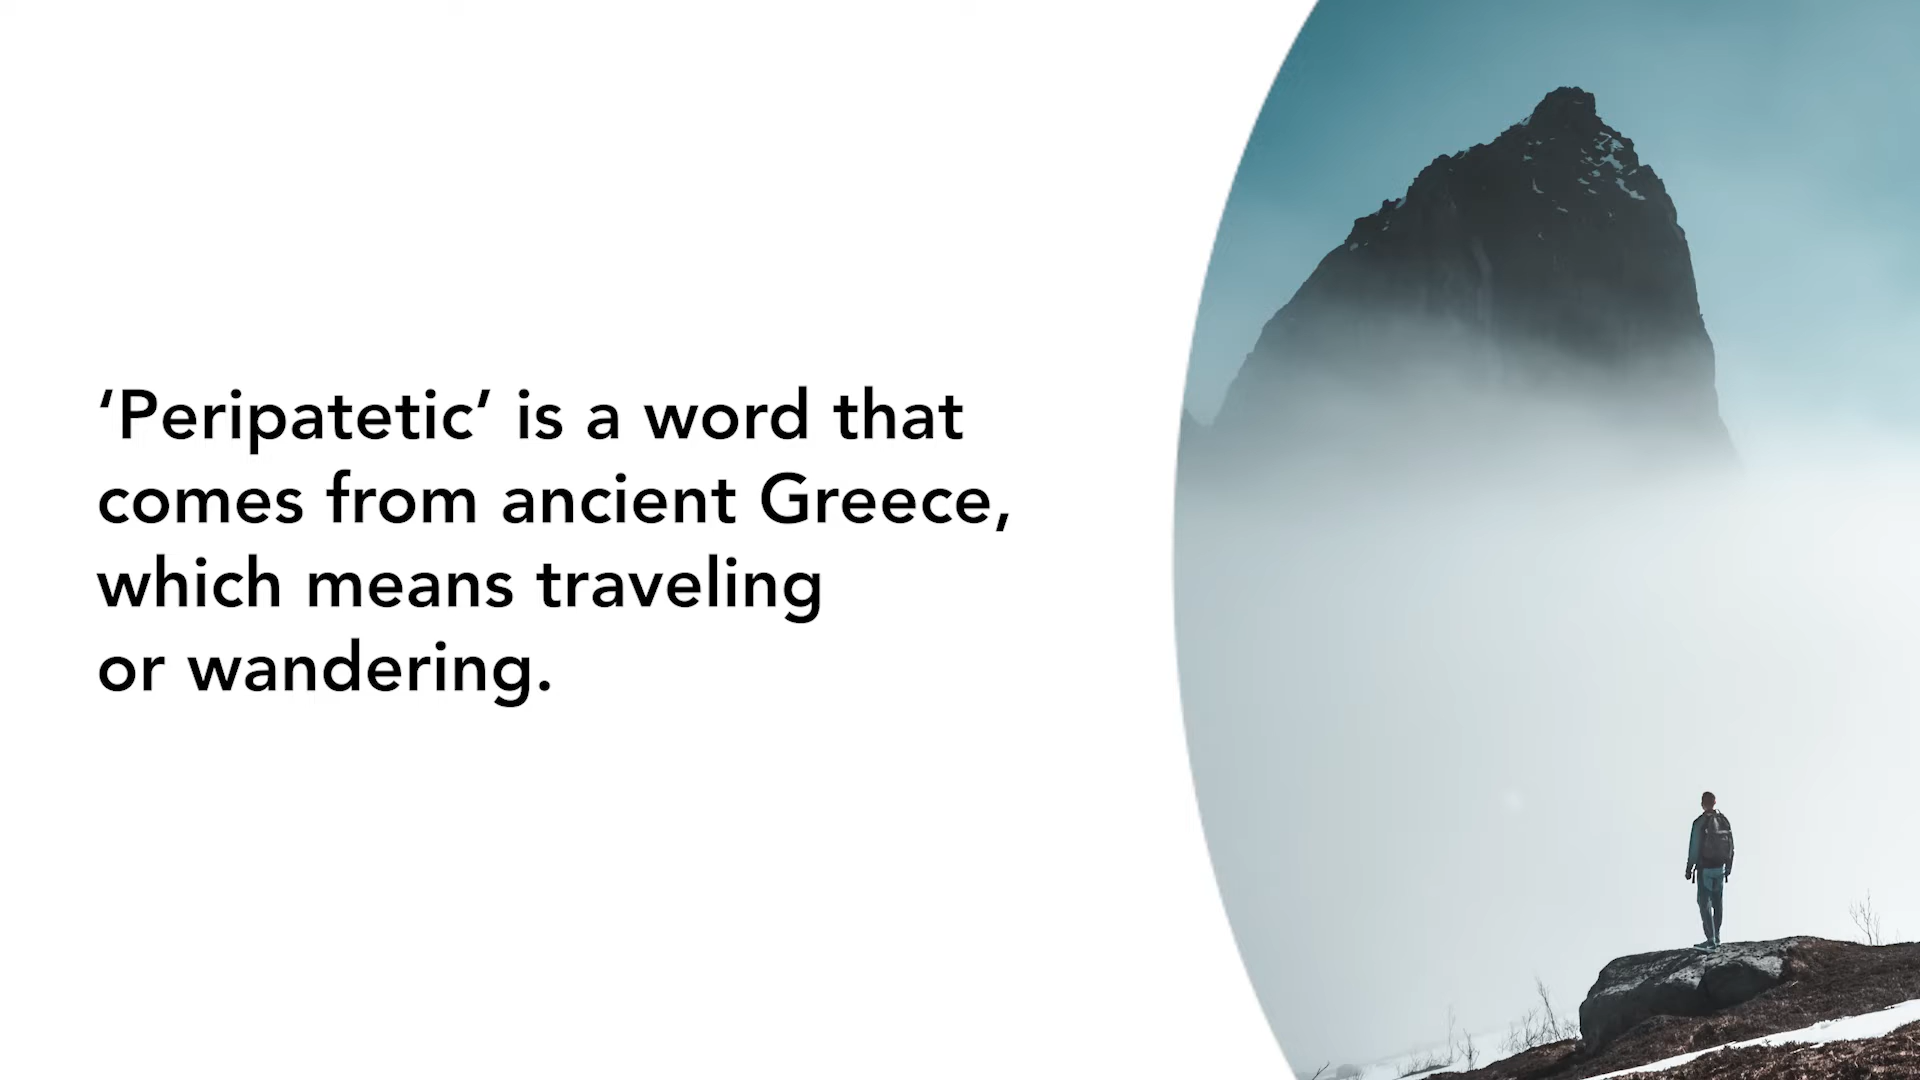 ‘Peripatetic’ is a word that
comes from ancient Greece,
which means traveling
or wandering.